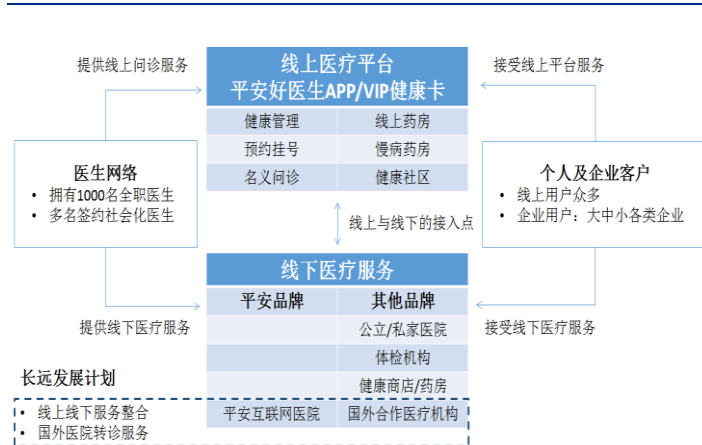 提供线上问诊服务
线上医疗平台
平安好医生APP/VIP健康卡
接受线上平台服务
健康管理 线上药房
预约挂号 慢病药房
名义问诊 健康社区
医生网络
• 拥有1000名全职医生
• 多名签约社会化医生
个人及企业客户
• 线上用户众多
• 企业用户：大中小各类企业
线上与线下的接入点
线下医疗服务
平安品牌 其他品牌
提供线下医疗服务
公立/私家医院
接受线下医疗服务
体检机构
健康商店/药房
长远发展计划
• 线上线下服务整合
• 国外医院转诊服务
平安互联网医院 国外合作医疗机构